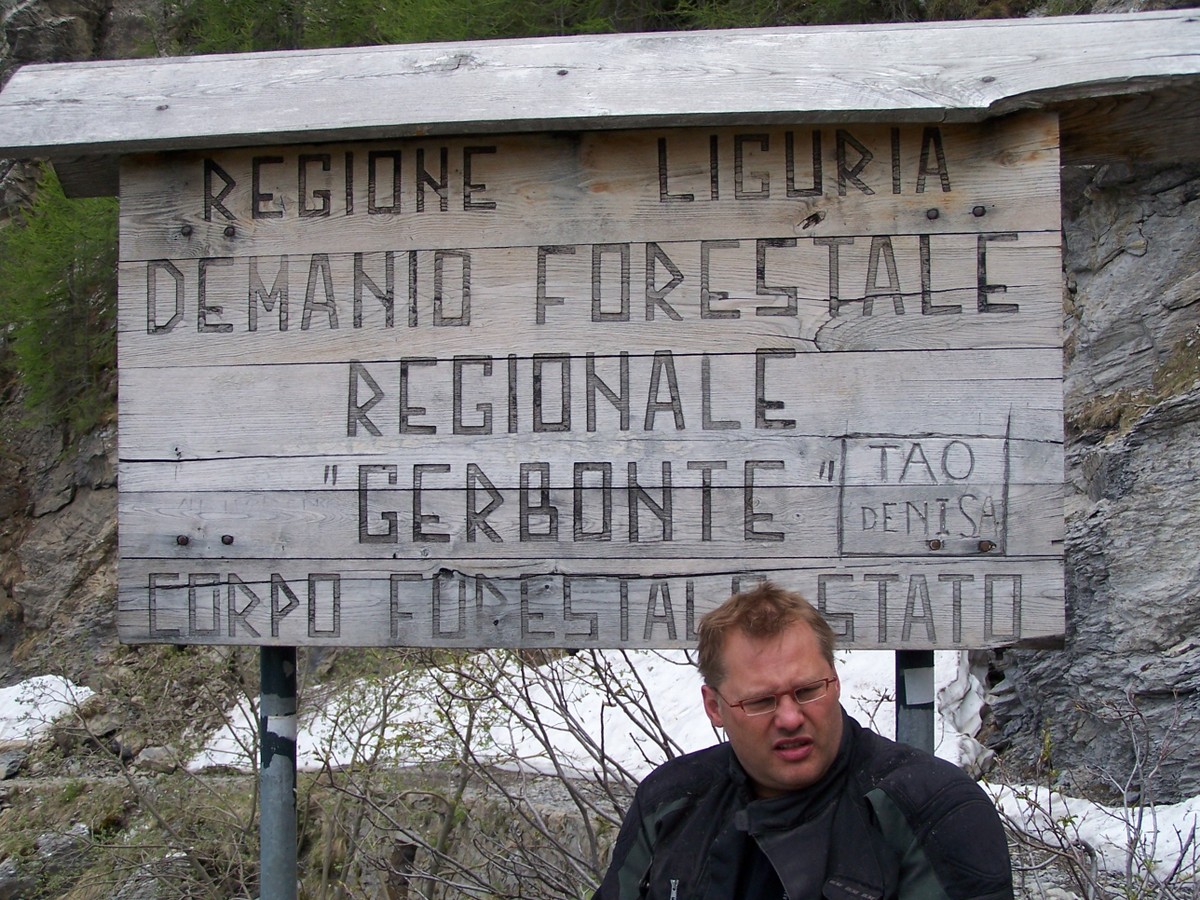 REGIONE LIGURIA
DEMANIO FORESTALE
REGIONALE
"GERBONTE"
TAO
DENISA
CORPO FORESTALE STATO